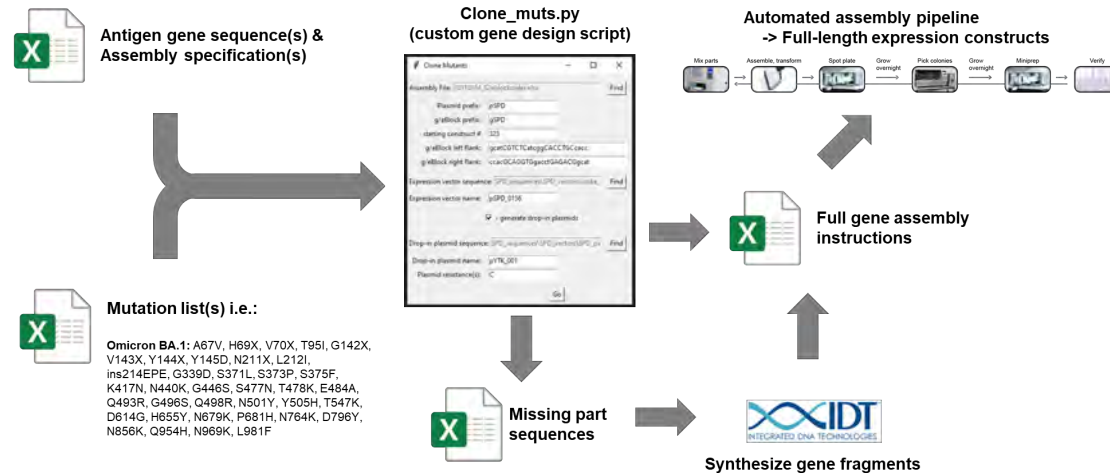 Antigen gene sequence(s) &
Assembly specification(s)
Clone_muts.py
(custom gene design script)
Automated assembly pipeline
-> Full-length expression constructs
Mix parts
Assemble, transform
Spot plate
Grow
overnight
Pick colonies
Grow
overnight
Miniprep
Verify
Clone Mutants
Assembly File:
Find
Plasmid prefix: pSPD
g/eBlock prefix: gSPD
starting construct #: 323
g/eBlock left flank:
g/eBlock right flank:
Expression vector sequence:
Find
Expression vector name: pSPD_0156
generate drop-in plasmids
Drop-in plasmid sequence:
Find
Drop-in plasmid name: pYTK_001
Plasmid resistance(s): C
Go
X
X
X
X
Full gene assembly
instructions
Mutation list(s) i.e.:
Omicron BA.1: A67V, H69X, V70X, T95I, G142X,
V143X, Y144X, Y145D, N211X, L212I,
ins214EPE, G339D, S371L, S373P, S375F,
K417N, N440K, G446S, S477N, T478K, E484A,
Q493R, G496S, Q498R, N501Y, Y505H, T547K,
D614G, H655Y, N679K, P681H, N764K, D796Y,
N856K, Q954H, N969K, L981F
Missing part
sequences
IDT
INTEGRATED DNA TECHNOLOGIES
Synthesize gene fragments